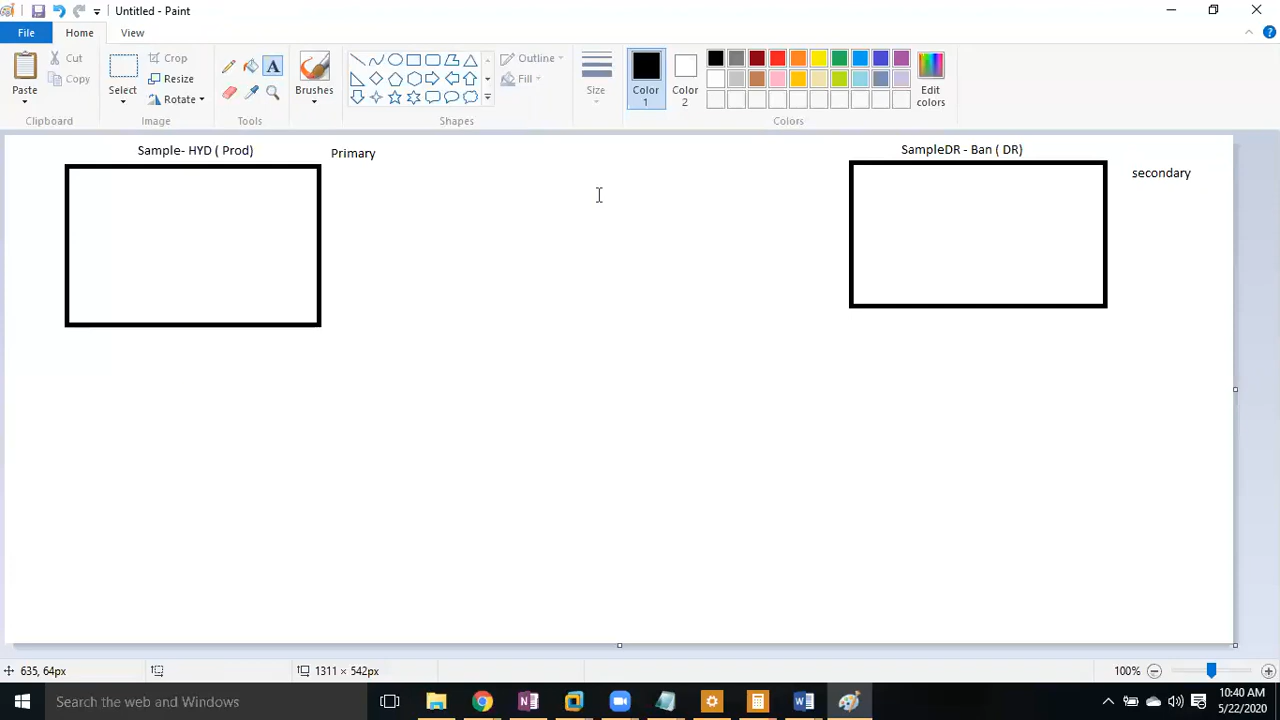 Untitled - Paint
File
Home
View
Paste
Cut
Copy
Clipboard
Select
Crop
Resize
Rotate
Image
A
Tools
Brushes
Shapes
Outline
Fill
Size
Color 1
Color 2
Edit colors
Colors
Sample- HYD ( Prod)
Primary
SampleDR - Ban ( DR)
secondary
635, 64px
1311 × 542px
100%
Search the web and Windows
10:40 AM
5/22/2020